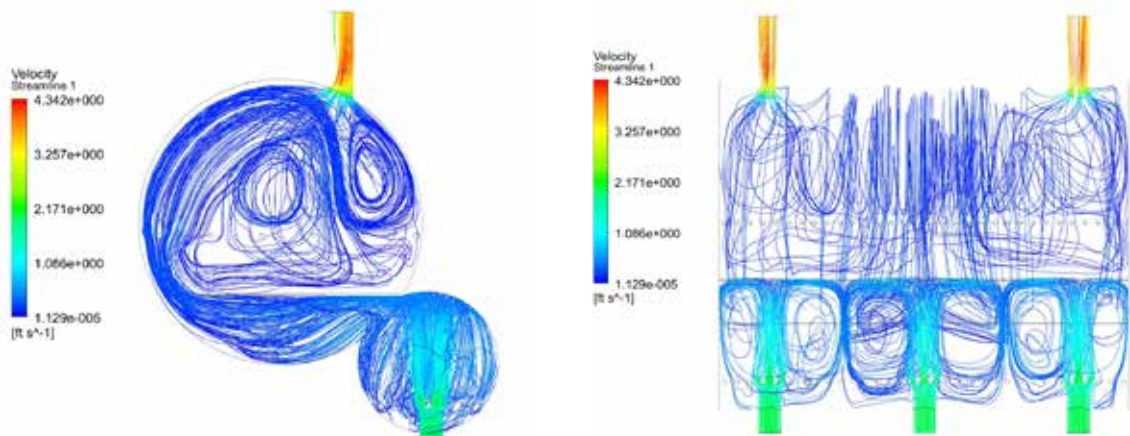 Velocity
Streamline 1
4.342e+000
3.257e+000
2.171e+000
1.086e+000
1.129e-005
[ft s^-1]
Velocity
Streamline 1
4.342e+000
3.257e+000
2.171e+000
1.086e+000
1.129e-005
[ft s^-1]